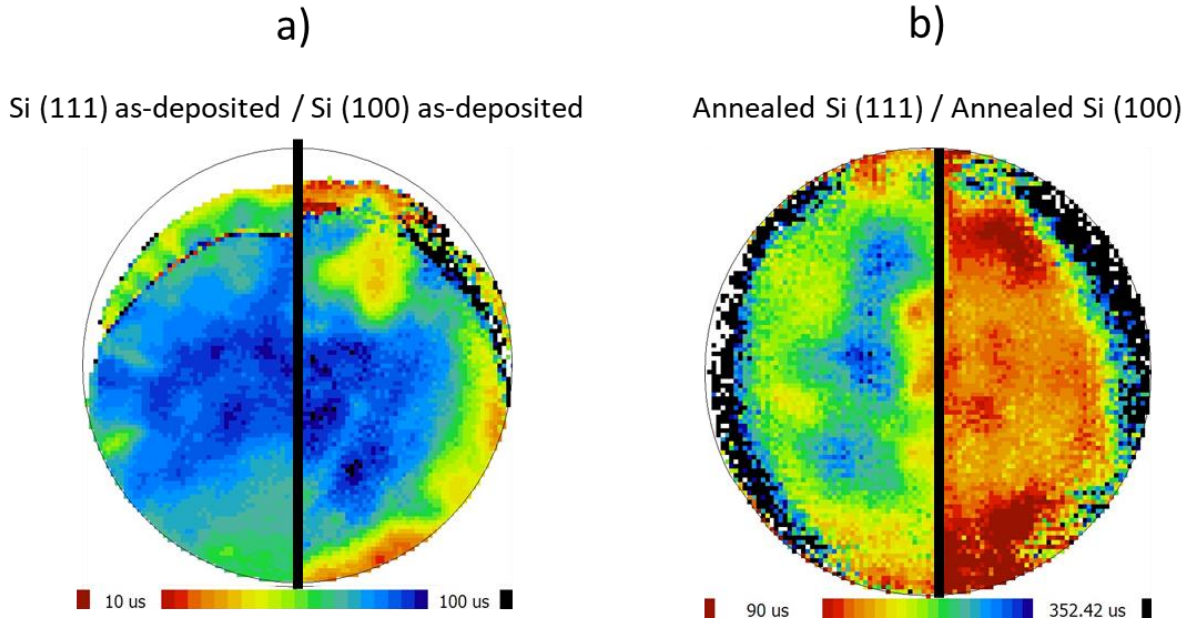 a)
b)
Si (111) as-deposited / Si (100) as-deposited
Annealed Si (111) / Annealed Si (100)
10 us
100 us
90 us
352.42 us